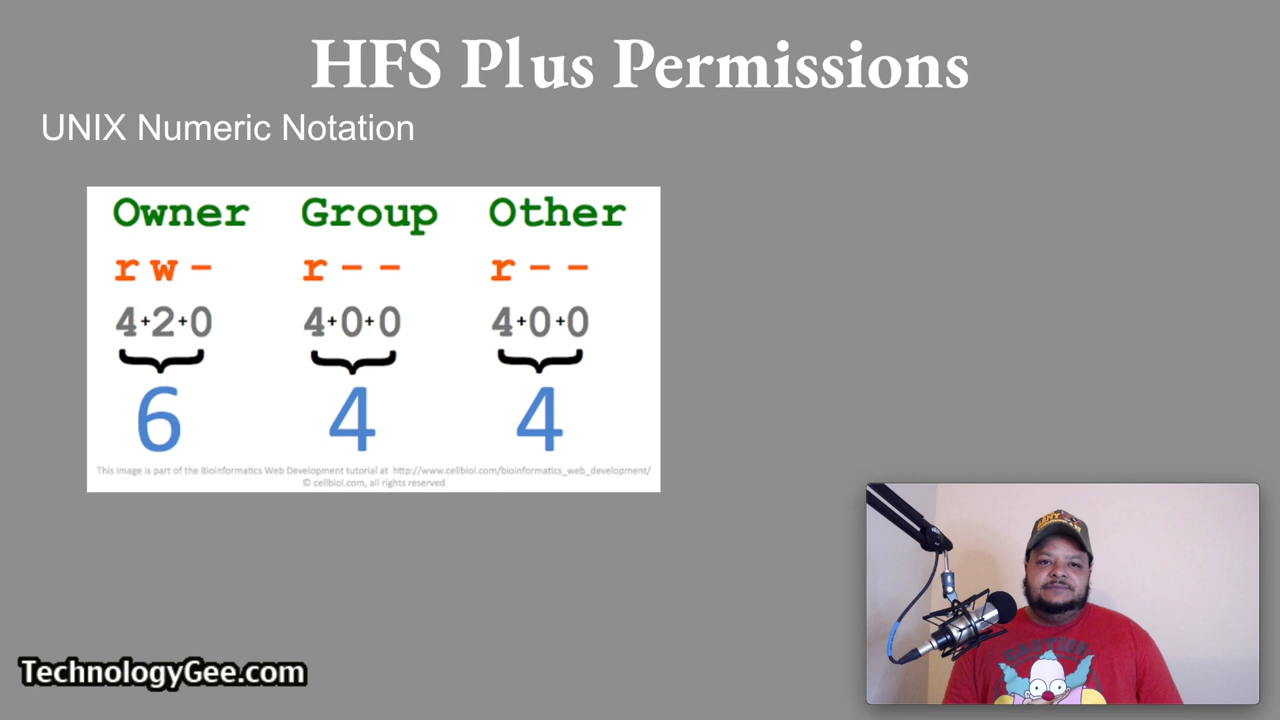 HFS Plus Permissions
UNIX Numeric Notation
Owner Group Other
rw- r-- r--
4+2+0 4+0+0 4+0+0
6 4 4
This image is part of the Bioinformatics Web Development tutorial at http://www.cellbiol.com/bioinformatics_web_development/
© cellbiol.com, all rights reserved
ARMY
CAUTION
TechnologyGee.com